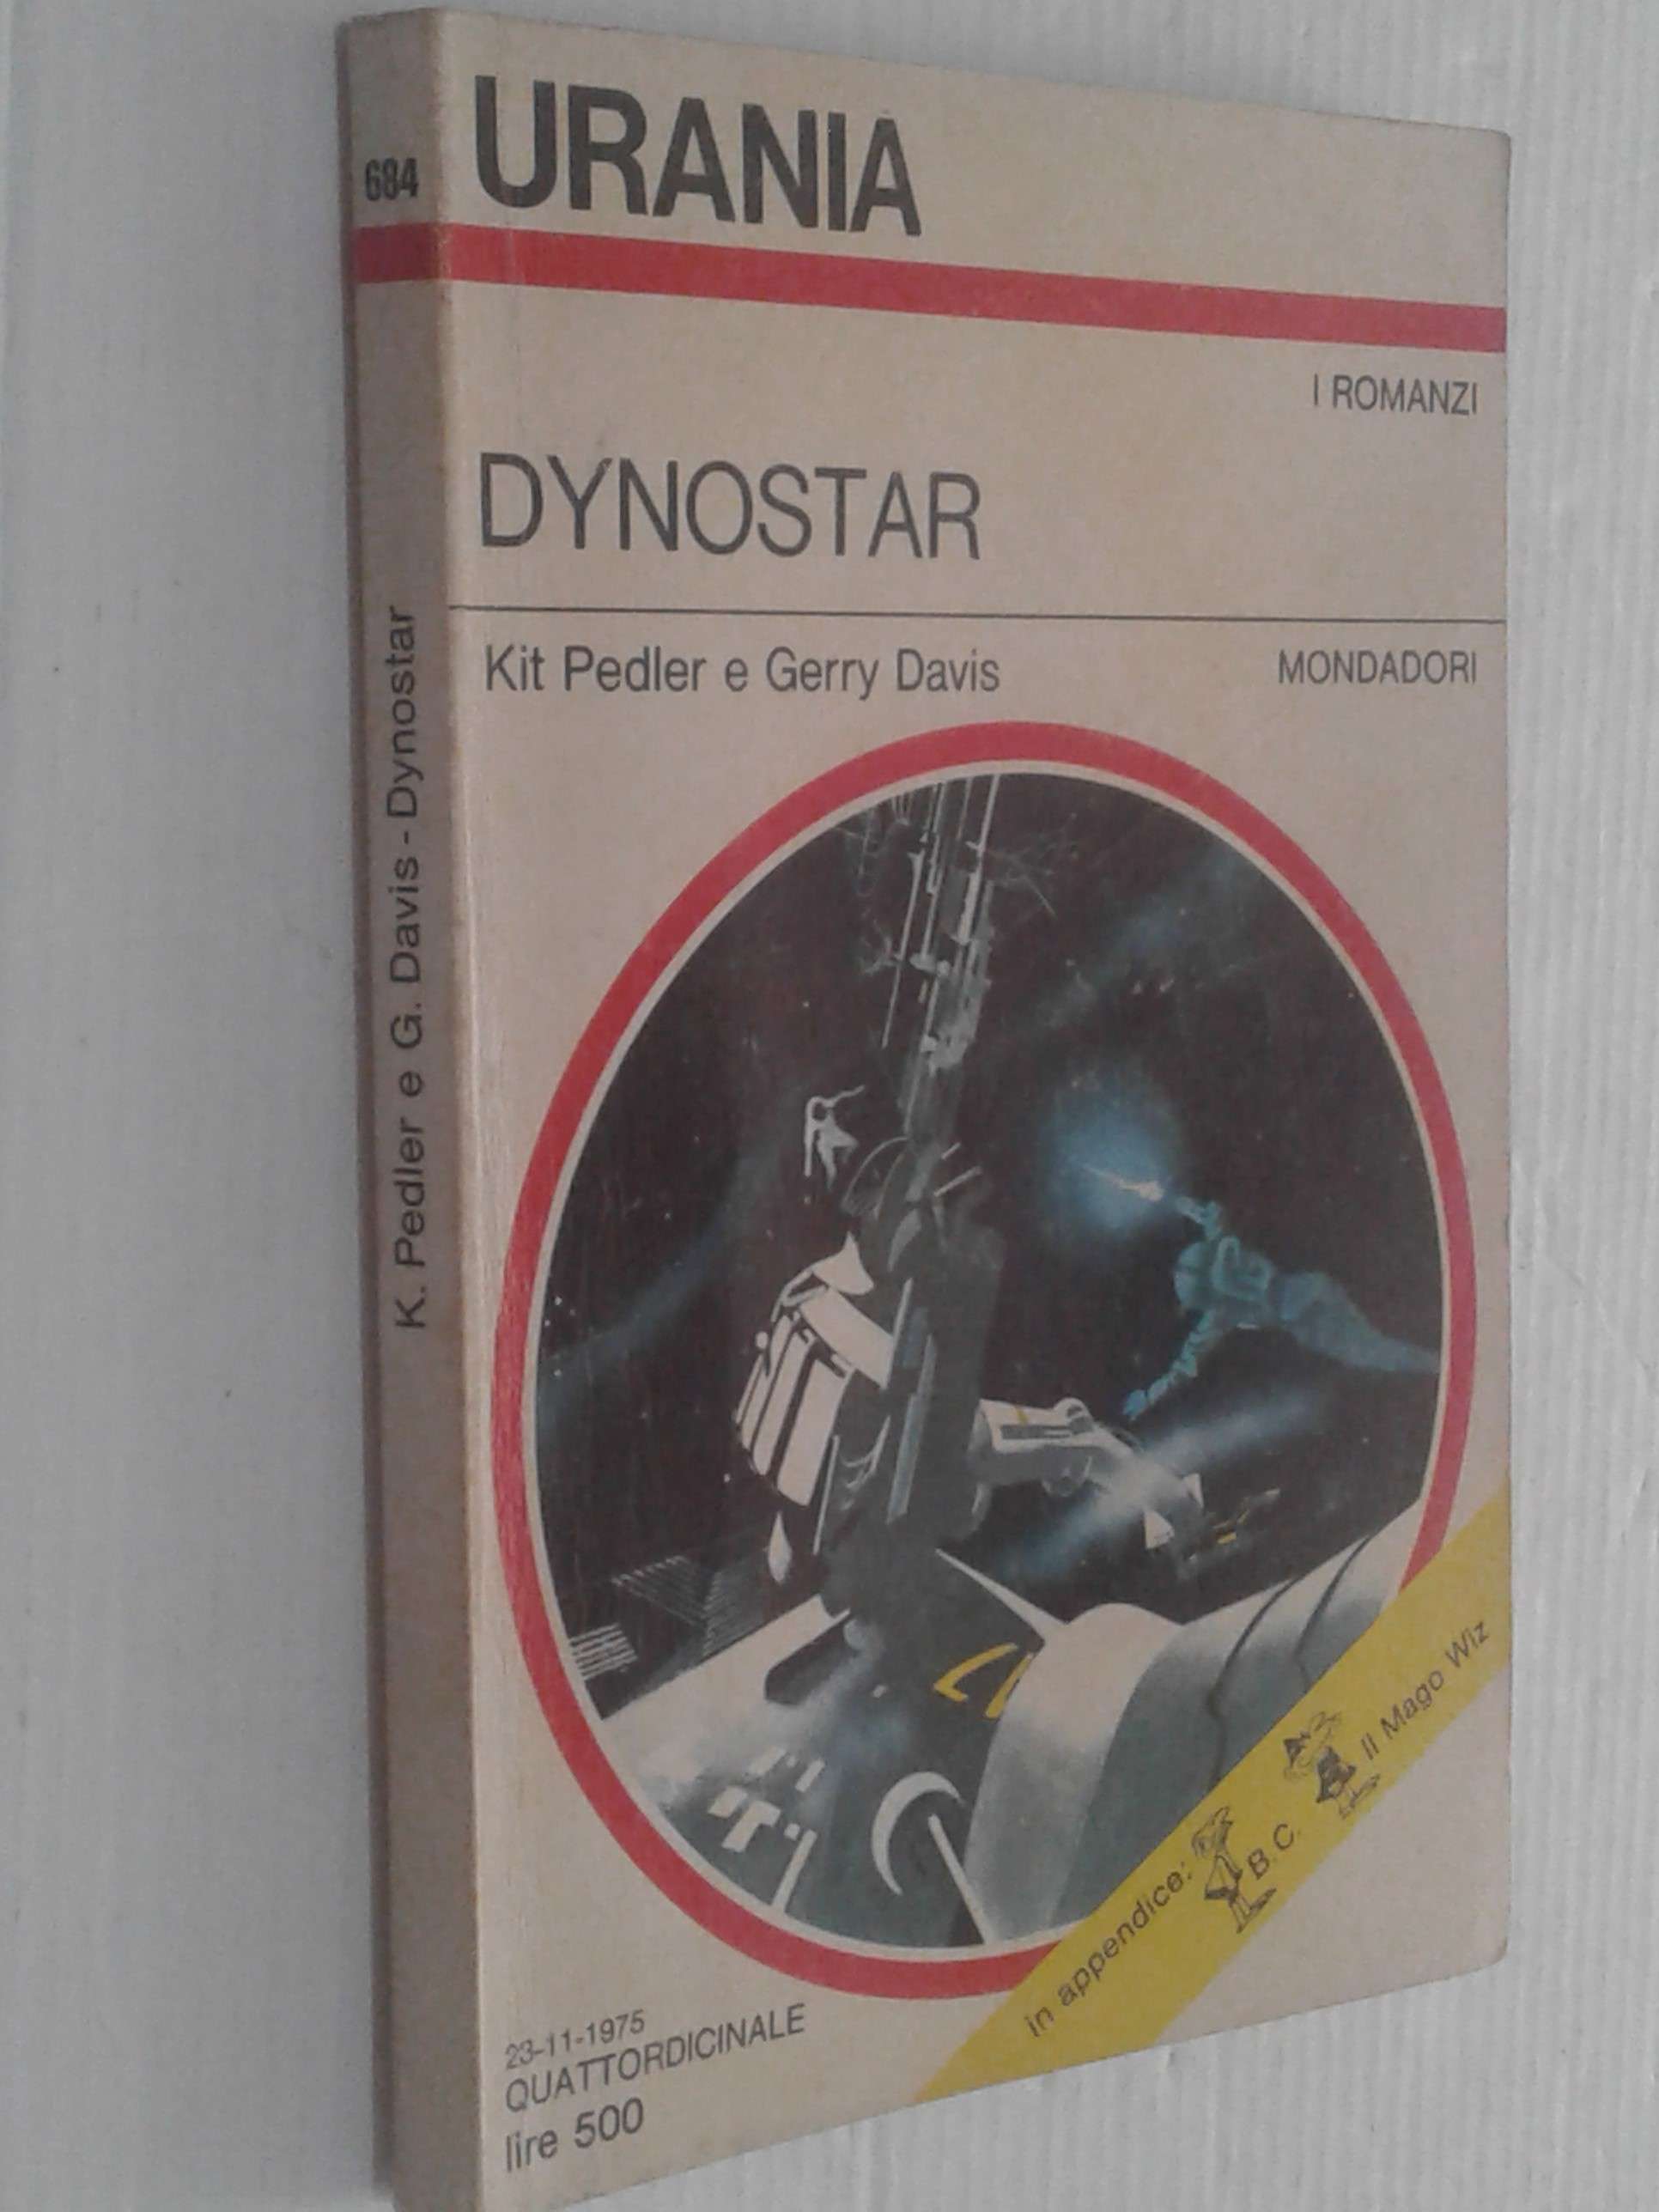 684
K. Pedler e G. Davis - Dynostar
URANIA
I ROMANZI
DYNOSTAR
Kit Pedler e Gerry Davis
MONDADORI
in appendice: B.C. Il Mago Wiz
23-11-1975
QUATTORDICINALE
lire 500